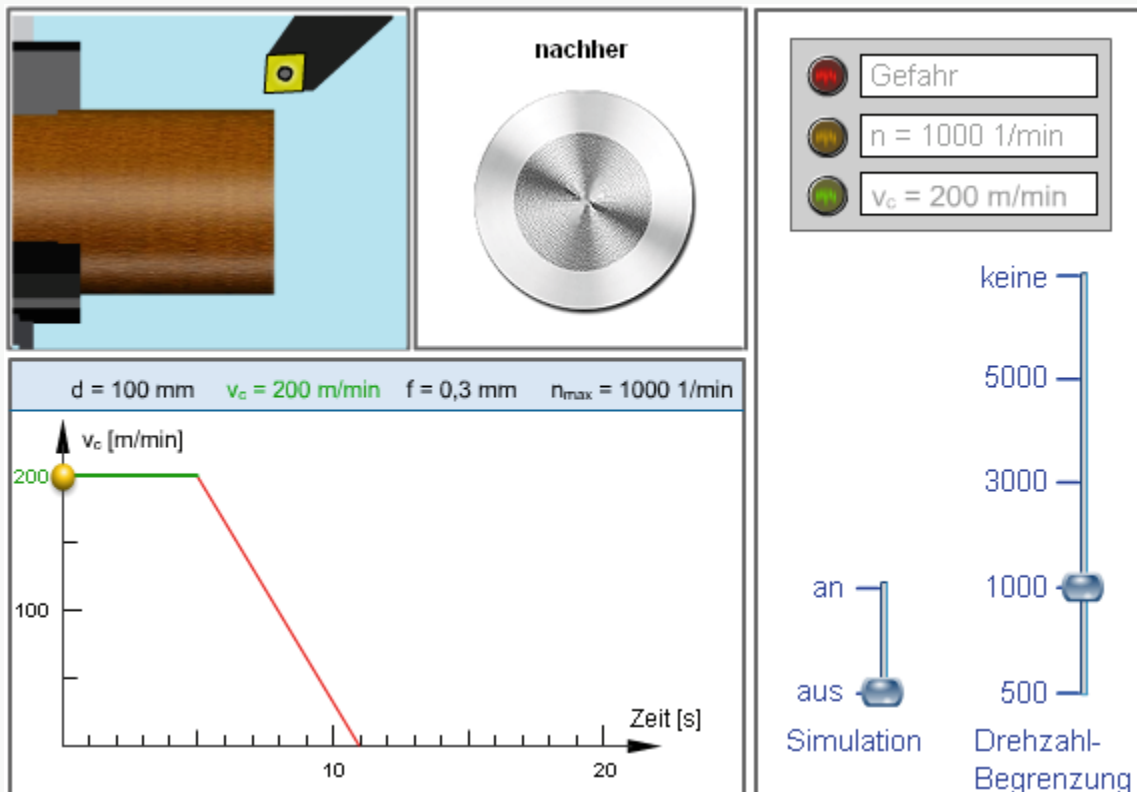 nachher
Gefahr
n = 1000 1/min
vc = 200 m/min
d = 100 mm vc = 200 m/min f = 0,3 mm nmax = 1000 1/min
vc [m/min]
200
100
10
20
Zeit [s]
an
aus
Simulation
keine
5000
3000
1000
500
Drehzahl-
Begrenzung